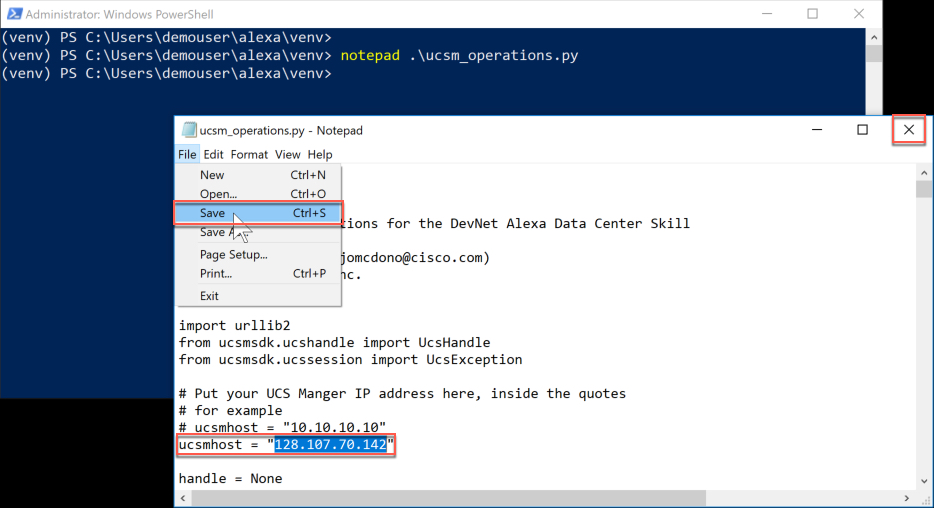 Administrator: Windows PowerShell
(venv) PS C:\Users\demouser\alexa\venv>
(venv) PS C:\Users\demouser\alexa\venv> notepad .\ucsm_operations.py
(venv) PS C:\Users\demouser\alexa\venv>
ucsm_operations.py - Notepad
File Edit Format View Help
New Ctrl+N
Open... Ctrl+O
Save Ctrl+S
tions for the DevNet Alexa Data Center Skill
Save
Page Setup...
jomcdono@cisco.com)
Print... Ctrl+P
nc.
Exit
import urllib2
from ucsmsdk.ucshandle import UcsHandle
from ucsmsdk.ucssession import UcsException
# Put your UCS Manger IP address here, inside the quotes
# for example
# ucsmhost = "10.10.10.10"
ucsmhost = "128.107.70.142"
handle = None